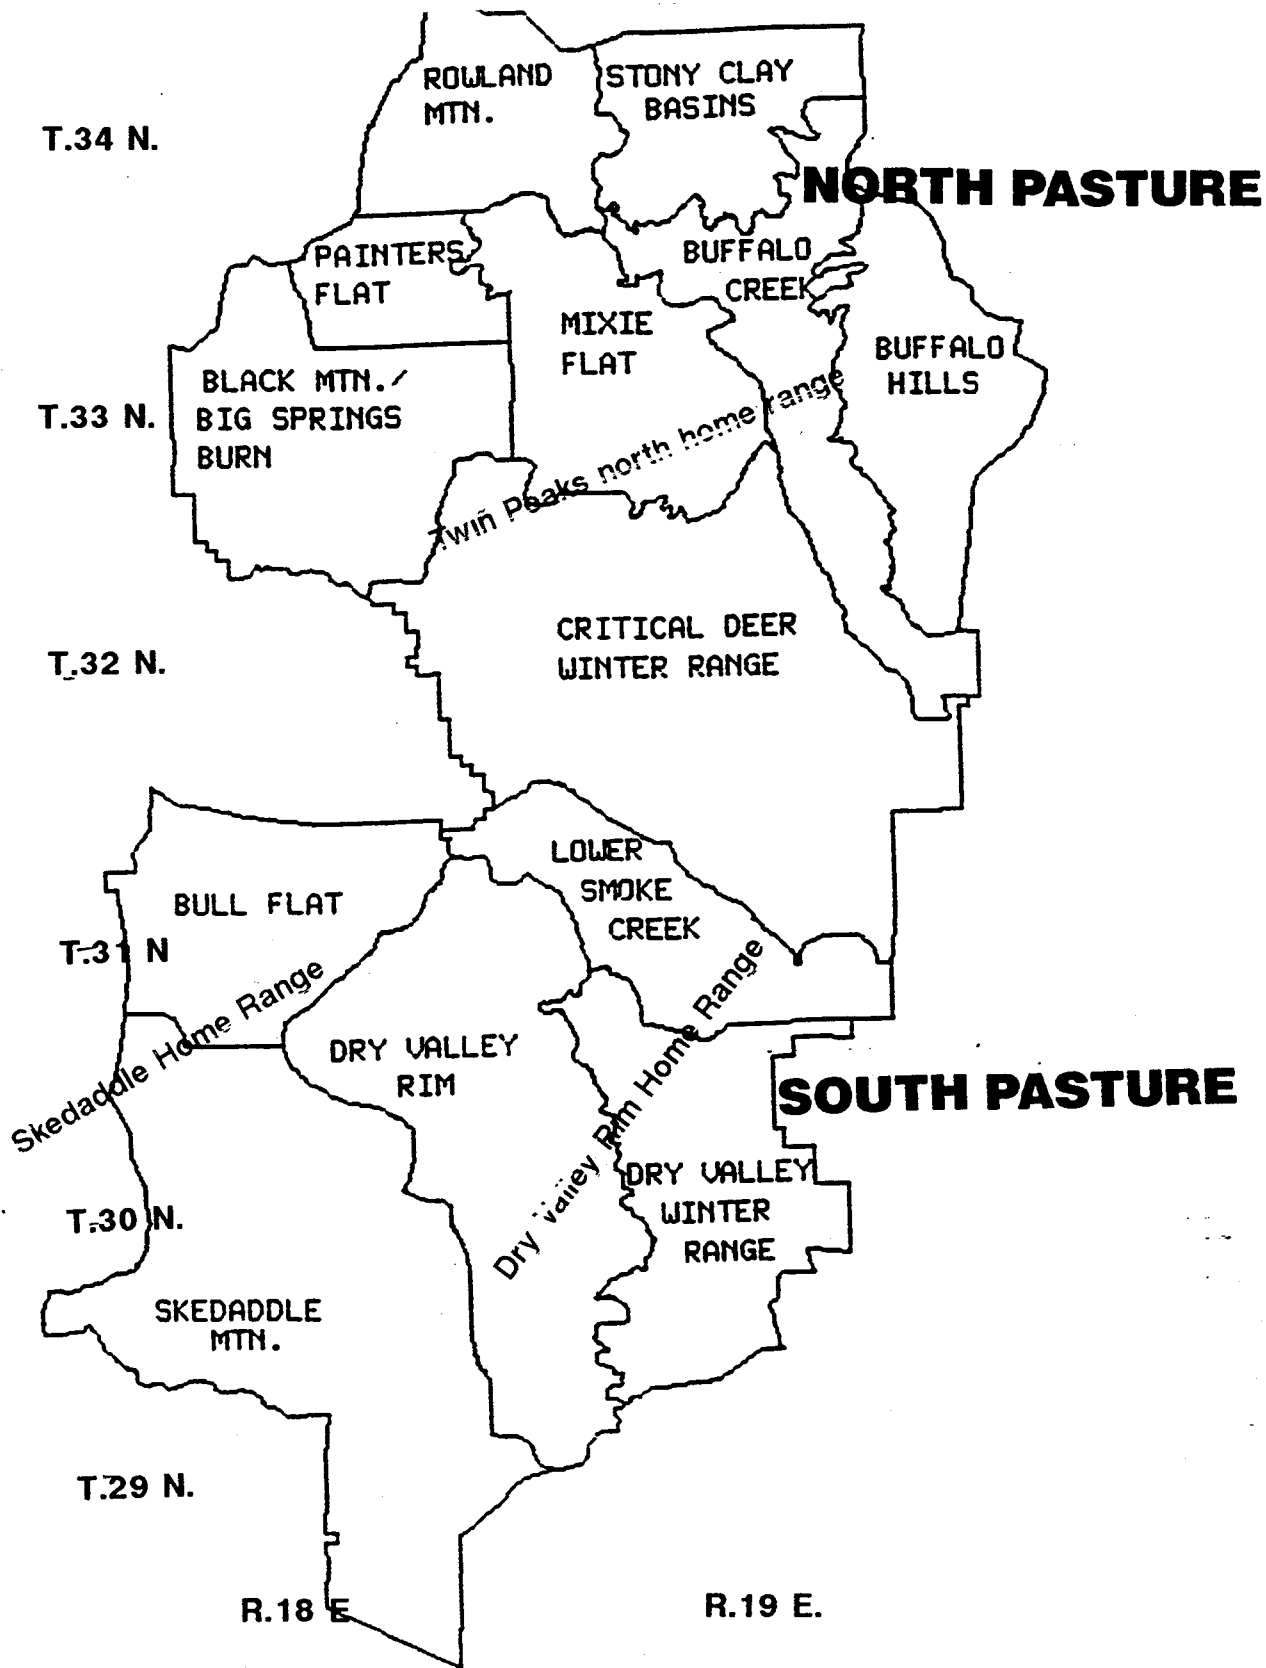 ROWLAND
MTN.
STONY CLAY
BASINS
T.34 N.
NORTH PASTURE
PAINTERS
FLAT
BUFFALO
CREEK
MIXIE
FLAT
BUFFALO
HILLS
BLACK MTN./
BIG SPRINGS
BURN
T.33 N.
Twin Peaks north home range
CRITICAL DEER
WINTER RANGE
T.32 N.
LOWER
SMOKE
CREEK
BULL FLAT
T.31 N
Skedaddle Home Range
DRY VALLEY
RIM
Dry Valley Rim Home Range
SOUTH PASTURE
DRY VALLEY
WINTER
RANGE
T.30 N.
SKEDADDLE
MTN.
T.29 N.
R.18 E
R.19 E.